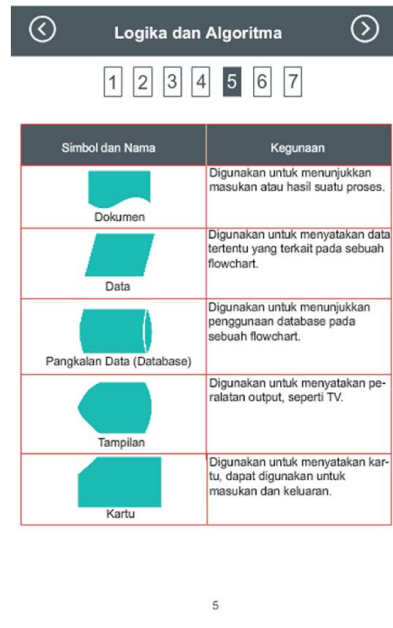 Logika dan Algoritma
1 2 3 4 5 6 7
Simbol dan Nama
Kegunaan
Dokumen
Digunakan untuk menunjukkan
masukan atau hasil suatu proses.
Data
Digunakan untuk menyatakan data
tertentu yang terkait pada sebuah
flowchart.
Pangkalan Data (Database)
Digunakan untuk menunjukkan
penggunaan database pada
sebuah flowchart.
Tampilan
Digunakan untuk menyatakan pe-
ralatan output, seperti TV.
Kartu
Digunakan untuk menyatakan kar-
tu, dapat digunakan untuk
masukan dan keluaran.
5